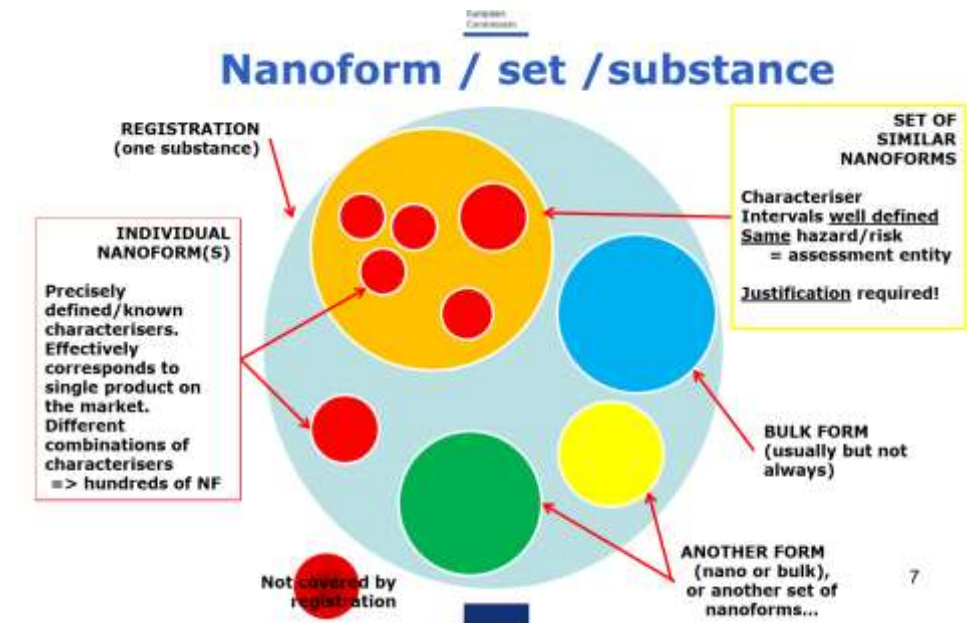 European
Commission
Nanoform / set /substance
REGISTRATION
(one substance)
SET OF
SIMILAR
NANOFORMS
Characteriser
Intervals well defined
Same hazard/risk
= assessment entity
Justification required!
INDIVIDUAL
NANOFORM(S)
Precisely
defined/known
characterisers.
Effectively
corresponds to
single product on
the market.
Different
combinations of
characterisers
=> hundreds of NF
BULK FORM
(usually but not
always)
ANOTHER FORM
(nano or bulk),
or another set of
nanoforms...
Not covered by
registration
7